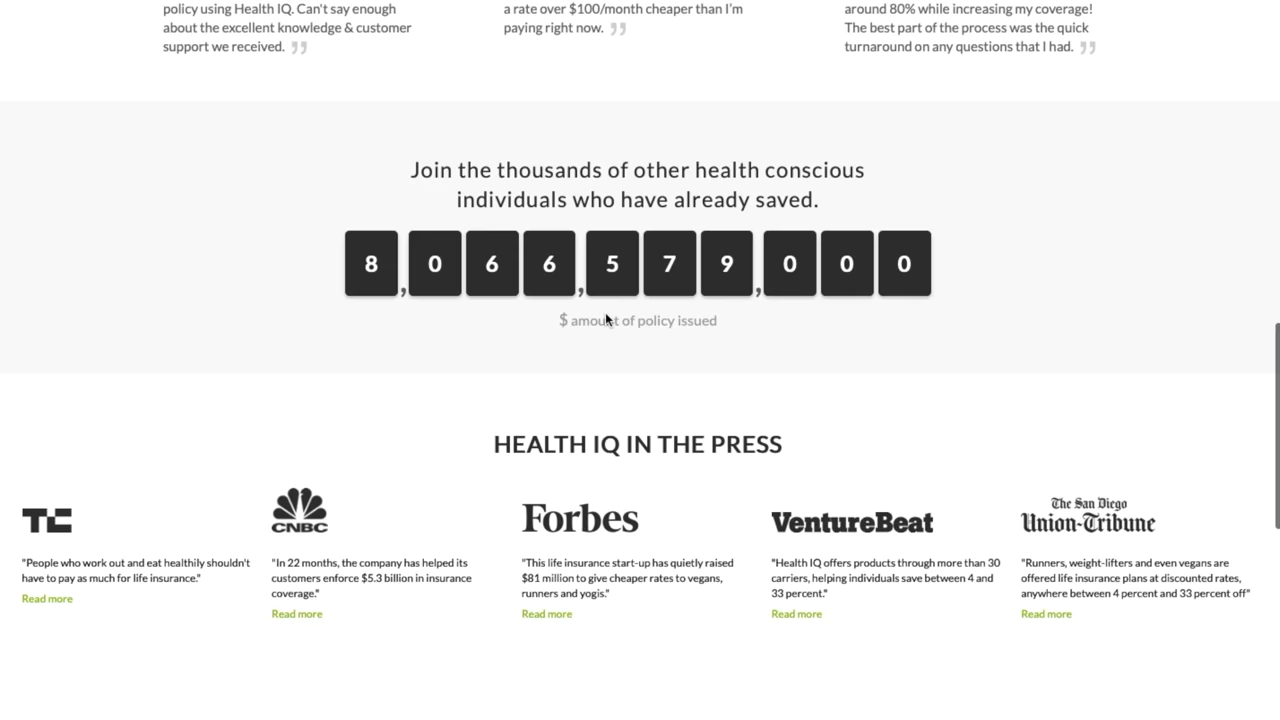 policy using Health IQ. Can't say enough
about the excellent knowledge & customer
support we received. ”
a rate over $100/month cheaper than I'm
paying right now. ”
around 80% while increasing my coverage!
The best part of the process was the quick
turnaround on any questions that I had. ”
Join the thousands of other health conscious
individuals who have already saved.
8,066,579,000
$ amount of policy issued
HEALTH IQ IN THE PRESS
TC
"People who work out and eat healthily shouldn't
have to pay as much for life insurance."
Read more
CNBC
"In 22 months, the company has helped its
customers enforce $5.3 billion in insurance
coverage."
Read more
Forbes
"This life insurance start-up has quietly raised
$81 million to give cheaper rates to vegans,
runners and yogis."
Read more
VentureBeat
"Health IQ offers products through more than 30
carriers, helping individuals save between 4 and
33 percent."
Read more
The San Diego
Union-Tribune
"Runners, weight-lifters and even vegans are
offered life insurance plans at discounted rates,
anywhere between 4 percent and 33 percent off"
Read more